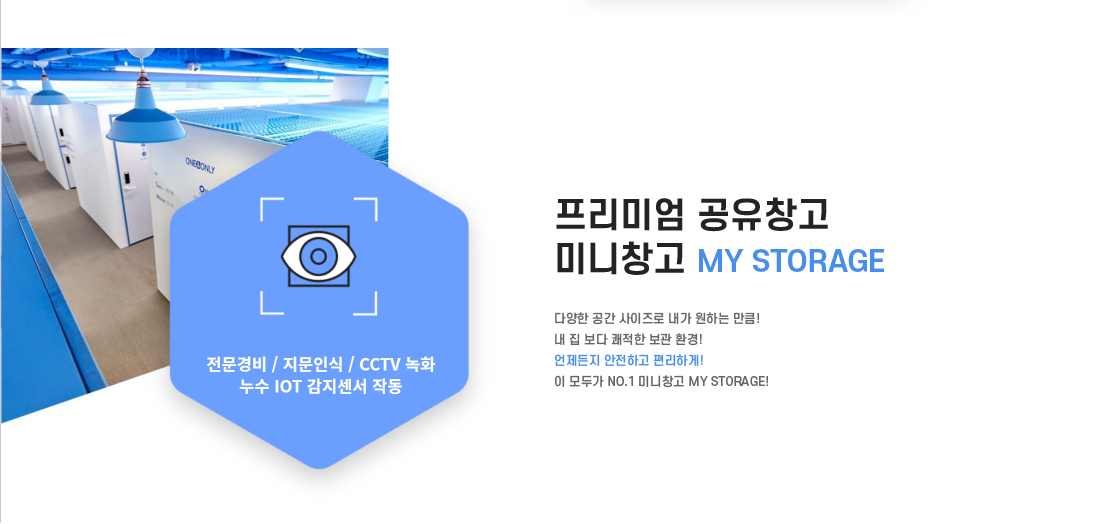 ONE&ONLY
전문경비 / 지문인식 / CCTV 녹화
누수 IOT 감지센서 작동
프리미엄 공유창고
미니창고 MY STORAGE
다양한 공간 사이즈로 내가 원하는 만큼!
내 집 보다 쾌적한 보관 환경!
언제든지 안전하고 편리하게!
이 모두가 NO.1 미니창고 MY STORAGE!